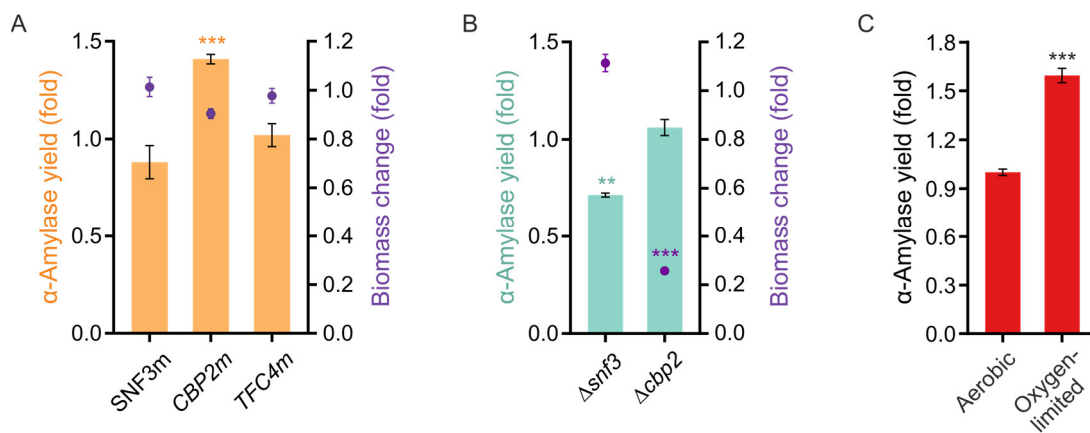 A
α-Amylase yield (fold)
1.5
1.0
0.5
0.0
***
1.2
1.0
0.8
0.6
0.4
0.2
0.0
Biomass change (fold)
SNF3m
CBP2m
TFC4m
B
α-Amylase yield (fold)
1.5
1.0
0.5
0.0
**
***
1.2
1.0
0.8
0.6
0.4
0.2
0.0
Biomass change (fold)
Δsnf3
Δcbp2
C
α-Amylase yield (fold)
1.8
1.5
1.2
0.9
0.6
0.3
0.0
***
Aerobic
Oxygen-
limited